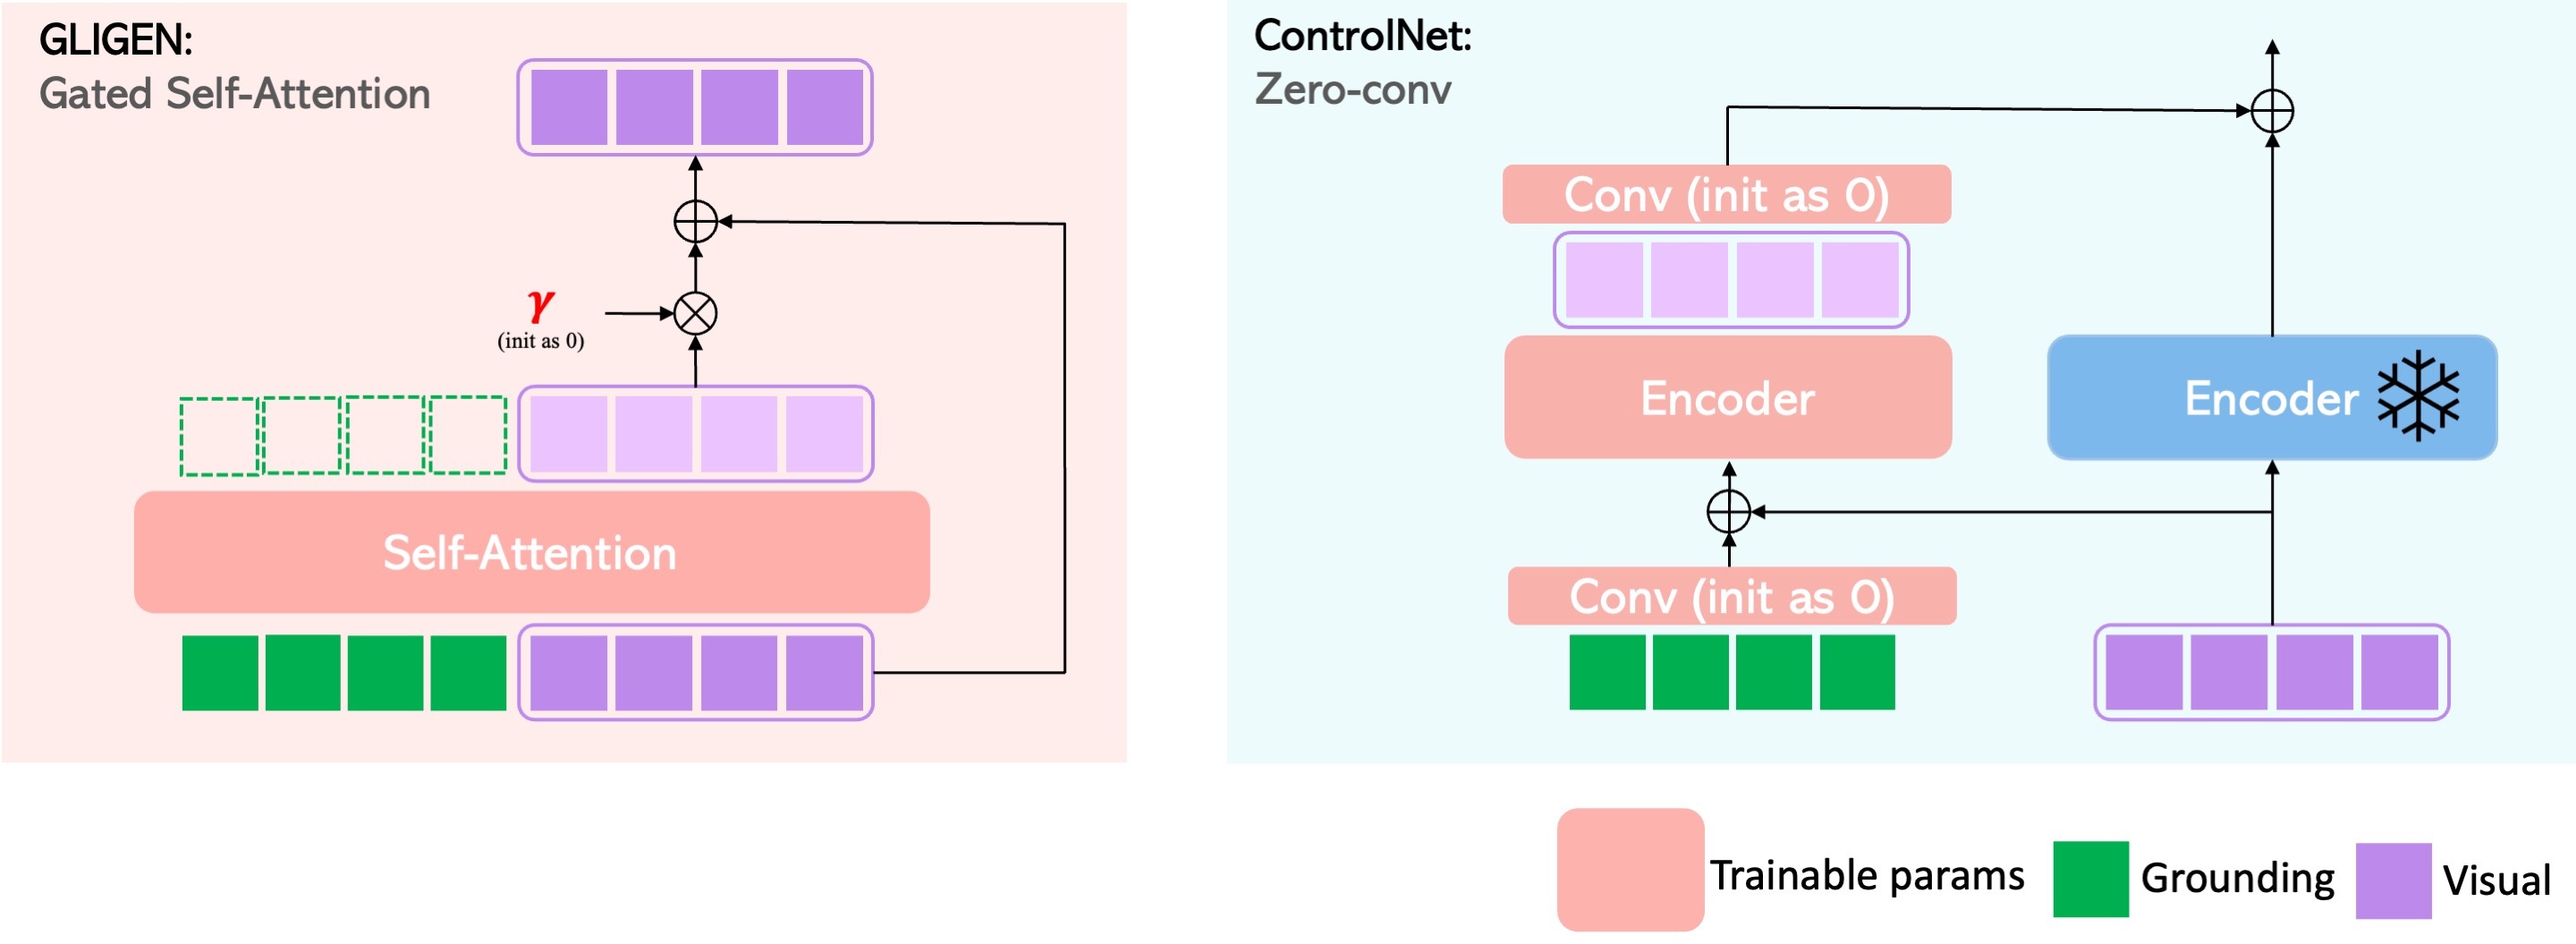 GLIGEN:
Gated Self-Attention
γ
(init as 0)
Self-Attention
ControlNet:
Zero-conv
Conv (init as 0)
Encoder
Encoder
Conv (init as 0)
Trainable params
Grounding
Visual